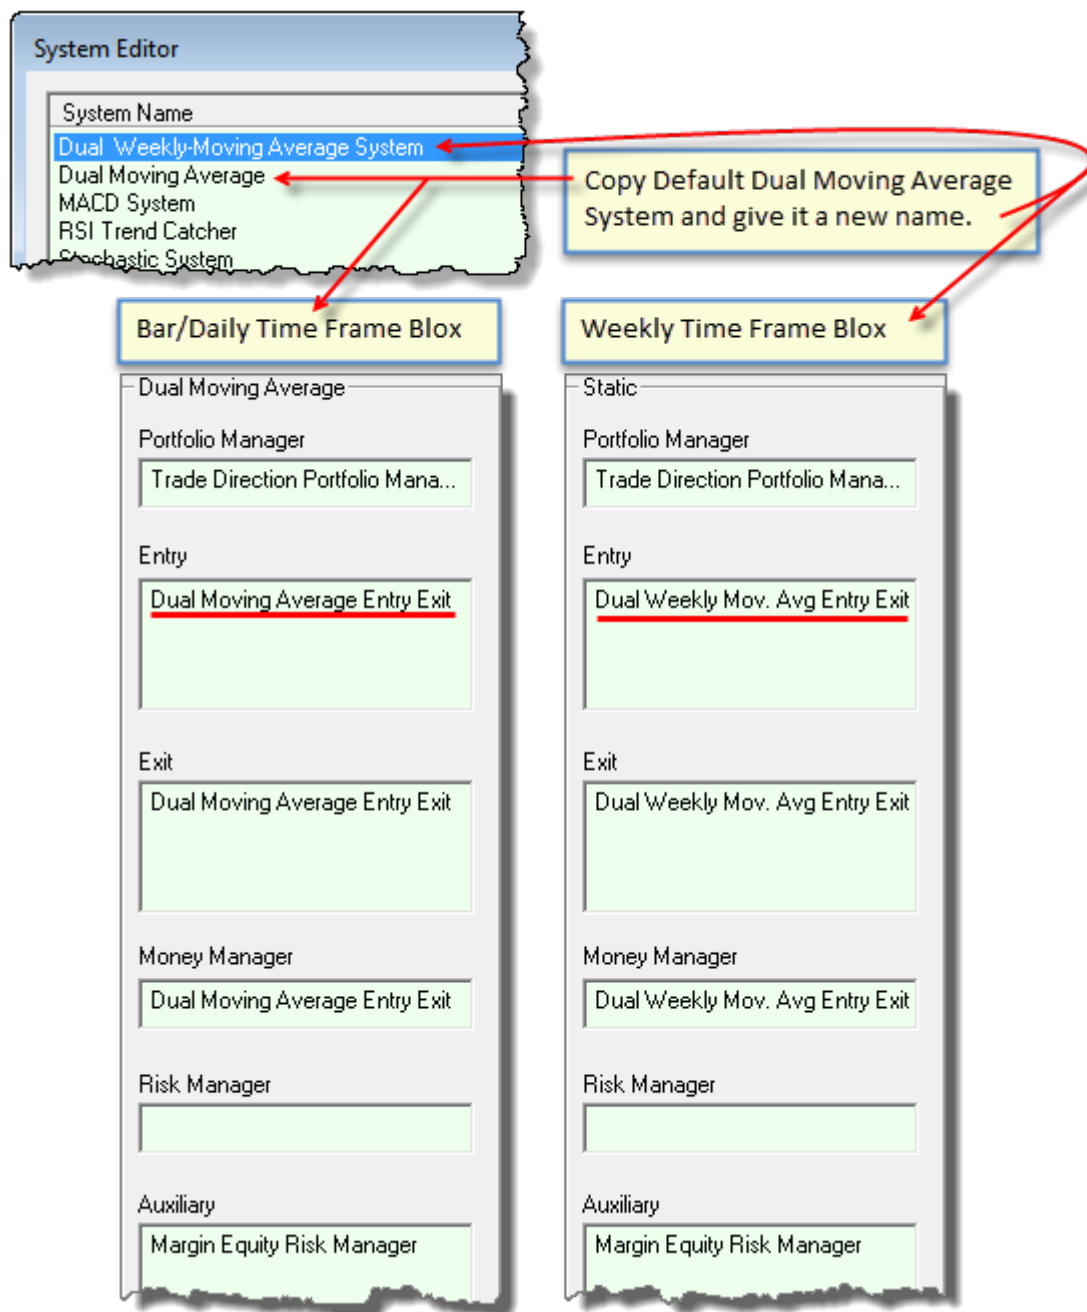 System Editor
System Name
Dual  Weekly-Moving Average System
Dual Moving Average
MACD System
RSI Trend Catcher
Stochastic System
Copy Default Dual Moving Average
System and give it a new name.
Bar/Daily Time Frame Blox
Dual Moving Average
Portfolio Manager
Trade Direction Portfolio Mana...
Entry
Dual Moving Average Entry Exit
Exit
Dual Moving Average Entry Exit
Money Manager
Dual Moving Average Entry Exit
Risk Manager
Auxiliary
Margin Equity Risk Manager
Weekly Time Frame Blox
Static
Portfolio Manager
Trade Direction Portfolio Mana...
Entry
Dual Weekly Mov. Avg Entry Exit
Exit
Dual Weekly Mov. Avg Entry Exit
Money Manager
Dual Weekly Mov. Avg Entry Exit
Risk Manager
Auxiliary
Margin Equity Risk Manager